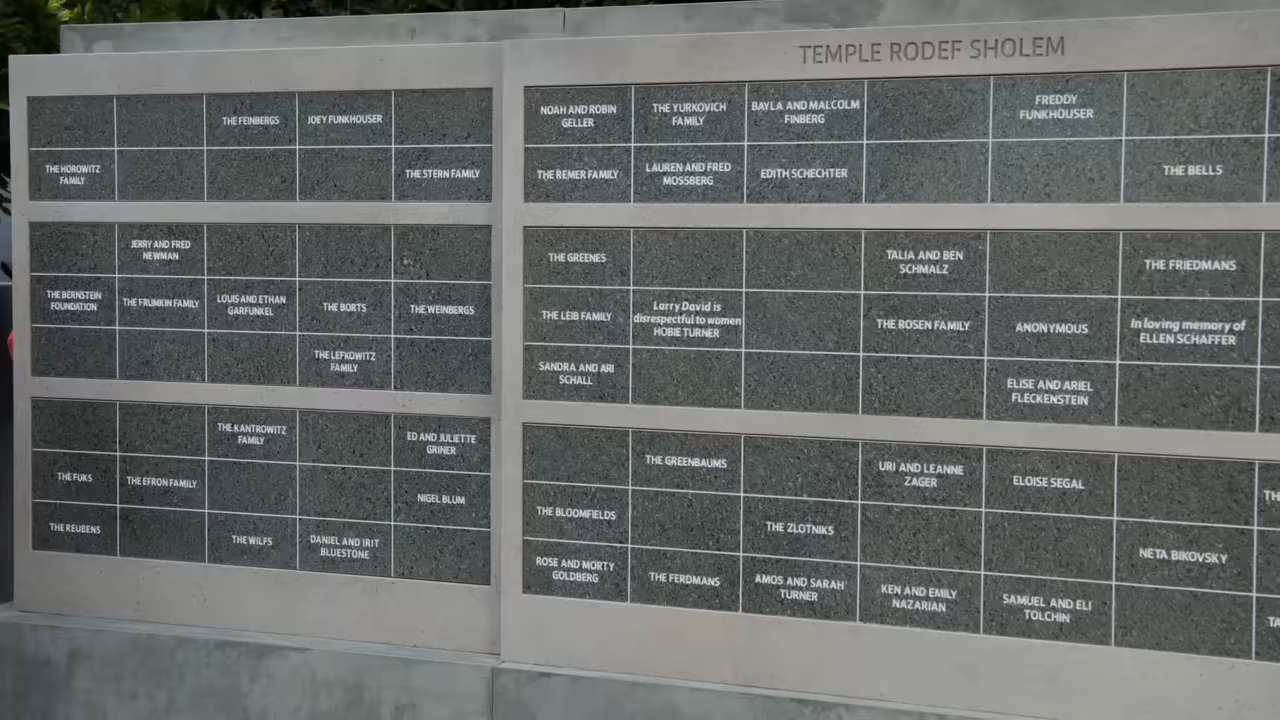 TEMPLE RODEF SHOLEM
THE FEINBERGS
JOEY FUNKHOUSER
THE HOROWITZ
FAMILY
THE STERN FAMILY
JERRY AND FRED
NEWMAN
THE BERNSTEIN
FOUNDATION
THE FRUMKIN FAMILY
LOUIS AND ETHAN
GARFUNKEL
THE BORTS
THE WEINBERGS
THE LEFKOWITZ
FAMILY
THE KANTROWITZ
FAMILY
ED AND JULIETTE
GRINER
THE FUKS
THE EFRON FAMILY
NIGEL BLUM
THE REUBENS
THE WILFS
DANIEL AND IRIT
BLUESTONE
NOAH AND ROBIN
GELLER
THE YURKOVICH
FAMILY
BAYLA AND MALCOLM
FINBERG
FREDDY
FUNKHOUSER
THE REMER FAMILY
LAUREN AND FRED
MOSSBERG
EDITH SCHECHTER
THE BELLS
THE GREENES
TALIA AND BEN
SCHMALZ
THE FRIEDMANS
THE LEIB FAMILY
Larry David is
disrespectful to women
HOBIE TURNER
THE ROSEN FAMILY
ANONYMOUS
In loving memory of
ELLEN SCHAFFER
SANDRA AND ARI
SCHALL
ELISE AND ARIEL
FLECKENSTEIN
THE GREENBAUMS
URI AND LEANNE
ZAGER
ELOISE SEGAL
THE BLOOMFIELDS
THE ZLOTNIKS
NETA BIKOVSKY
ROSE AND MORTY
GOLDBERG
THE FERDMANS
AMOS AND SARAH
TURNER
KEN AND EMILY
NAZARIAN
SAMUEL AND ELI
TOLCHIN